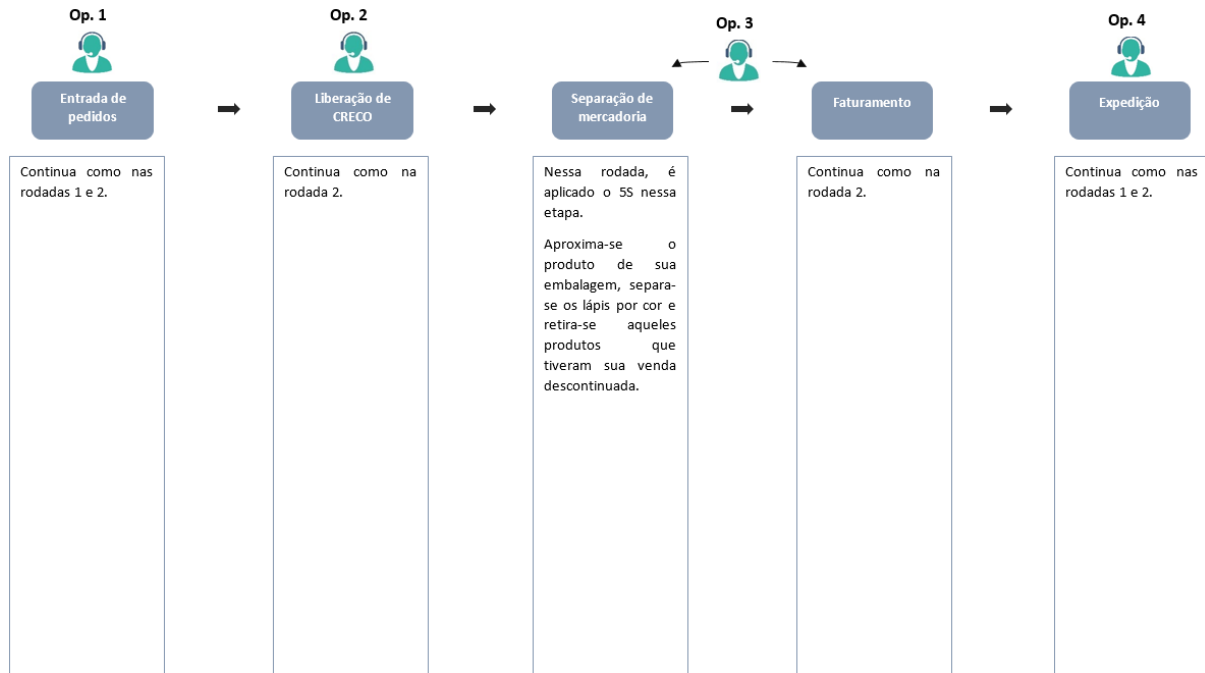 Op. 1
Op. 2
Op. 3
Op. 4
Entrada de
pedidos
Liberação de
CRECO
Separação de
mercadoria
Faturamento
Expedição
Continua como nas
rodadas 1 e 2.
Continua como na
rodada 2.
Nessa rodada, é
aplicado o 5S nessa
etapa.
Aproxima-se o
produto de sua
embalagem, separa-
se os lápis por cor e
retira-se aqueles
produtos que
tiveram sua venda
descontinuada.
Continua como na
rodada 2.
Continua como nas
rodadas 1 e 2.